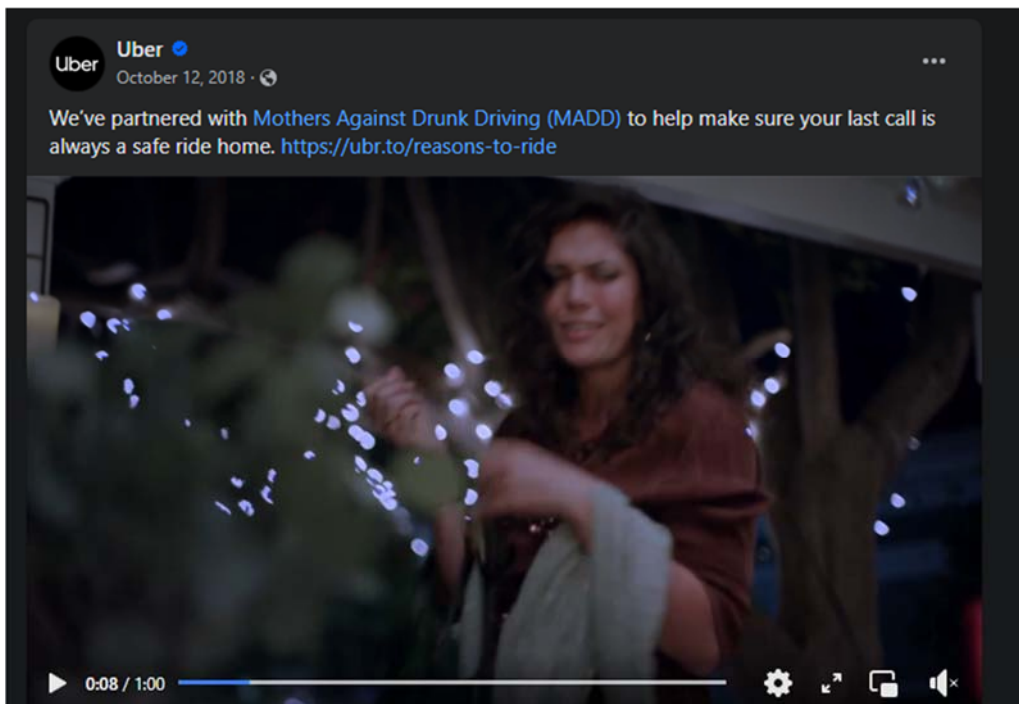 Uber
Uber
October 12, 2018 ·
We've partnered with Mothers Against Drunk Driving (MADD) to help make sure your last call is
always a safe ride home. https://ubr.to/reasons-to-ride
0:08 / 1:00